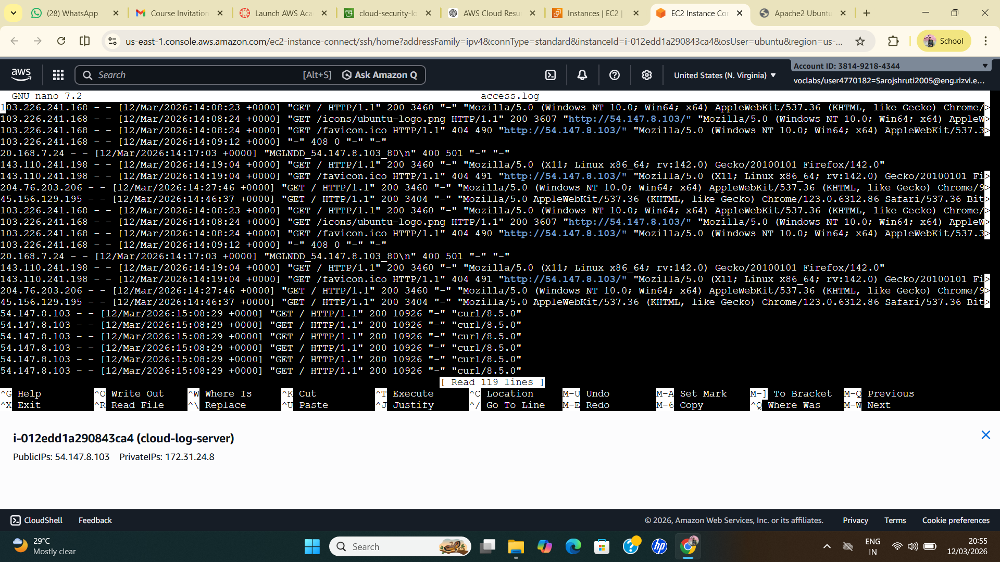 (28) WhatsApp
Course Invitation
Launch AWS Aca
cloud-security-lo
AWS Cloud Resu
Instances | EC2 |
EC2 Instance Con
Apache2 Ubuntu
us-east-1.console.aws.amazon.com/ec2-instance-connect/ssh/home?addressFamily=ipv4&connType=standard&instanceId=i-012edd1a290843ca4&osUser=ubuntu&region=us-...
School
aws
Search
[Alt+S]
Ask Amazon Q
United States (N. Virginia)
Account ID: 3814-9218-4344
voclabs/user4770182=Sarojshruti2005@eng.rizvi.e...
GNU nano 7.2 access.log
103.226.241.168 - - [12/Mar/2026:14:08:23 +0000] "GET / HTTP/1.1" 200 3460 "-" "Mozilla/5.0 (Windows NT 10.0; Win64; x64) AppleWebKit/537.36 (KHTML, like Gecko) Chrome/>
103.226.241.168 - - [12/Mar/2026:14:08:24 +0000] "GET /icons/ubuntu-logo.png HTTP/1.1" 200 3607 "http://54.147.8.103/" "Mozilla/5.0 (Windows NT 10.0; Win64; x64) AppleW>
103.226.241.168 - - [12/Mar/2026:14:08:24 +0000] "GET /favicon.ico HTTP/1.1" 404 490 "http://54.147.8.103/" "Mozilla/5.0 (Windows NT 10.0; Win64; x64) AppleWebKit/537.3>
103.226.241.168 - - [12/Mar/2026:14:09:12 +0000] "-" 408 0 "-" "-"
20.168.7.24 - - [12/Mar/2026:14:17:03 +0000] "MGLNDD_54.147.8.103_80\n" 400 501 "-" "-"
143.110.241.198 - - [12/Mar/2026:14:19:04 +0000] "GET / HTTP/1.1" 200 3460 "-" "Mozilla/5.0 (X11; Linux x86_64; rv:142.0) Gecko/20100101 Firefox/142.0"
143.110.241.198 - - [12/Mar/2026:14:19:04 +0000] "GET /favicon.ico HTTP/1.1" 404 491 "http://54.147.8.103/" "Mozilla/5.0 (X11; Linux x86_64; rv:142.0) Gecko/20100101 Fi>
204.76.203.206 - - [12/Mar/2026:14:27:46 +0000] "GET / HTTP/1.1" 200 3460 "-" "Mozilla/5.0 (Windows NT 10.0; Win64; x64) AppleWebKit/537.36 (KHTML, like Gecko) Chrome/9>
45.156.129.195 - - [12/Mar/2026:14:46:37 +0000] "GET / HTTP/1.1" 200 3404 "-" "Mozilla/5.0 AppleWebKit/537.36 (KHTML, like Gecko) Chrome/123.0.6312.86 Safari/537.36 Bit>
103.226.241.168 - - [12/Mar/2026:14:08:23 +0000] "GET / HTTP/1.1" 200 3460 "-" "Mozilla/5.0 (Windows NT 10.0; Win64; x64) AppleWebKit/537.36 (KHTML, like Gecko) Chrome/>
103.226.241.168 - - [12/Mar/2026:14:08:24 +0000] "GET /icons/ubuntu-logo.png HTTP/1.1" 200 3607 "http://54.147.8.103/" "Mozilla/5.0 (Windows NT 10.0; Win64; x64) AppleW>
103.226.241.168 - - [12/Mar/2026:14:08:24 +0000] "GET /favicon.ico HTTP/1.1" 404 490 "http://54.147.8.103/" "Mozilla/5.0 (Windows NT 10.0; Win64; x64) AppleWebKit/537.3>
103.226.241.168 - - [12/Mar/2026:14:09:12 +0000] "-" 408 0 "-" "-"
20.168.7.24 - - [12/Mar/2026:14:17:03 +0000] "MGLNDD_54.147.8.103_80\n" 400 501 "-" "-"
143.110.241.198 - - [12/Mar/2026:14:19:04 +0000] "GET / HTTP/1.1" 200 3460 "-" "Mozilla/5.0 (X11; Linux x86_64; rv:142.0) Gecko/20100101 Firefox/142.0"
143.110.241.198 - - [12/Mar/2026:14:19:04 +0000] "GET /favicon.ico HTTP/1.1" 404 491 "http://54.147.8.103/" "Mozilla/5.0 (X11; Linux x86_64; rv:142.0) Gecko/20100101 Fi>
204.76.203.206 - - [12/Mar/2026:14:27:46 +0000] "GET / HTTP/1.1" 200 3460 "-" "Mozilla/5.0 (Windows NT 10.0; Win64; x64) AppleWebKit/537.36 (KHTML, like Gecko) Chrome/9>
45.156.129.195 - - [12/Mar/2026:14:46:37 +0000] "GET / HTTP/1.1" 200 3404 "-" "Mozilla/5.0 AppleWebKit/537.36 (KHTML, like Gecko) Chrome/123.0.6312.86 Safari/537.36 Bit>
54.147.8.103 - - [12/Mar/2026:15:08:29 +0000] "GET / HTTP/1.1" 200 10926 "-" "curl/8.5.0"
54.147.8.103 - - [12/Mar/2026:15:08:29 +0000] "GET / HTTP/1.1" 200 10926 "-" "curl/8.5.0"
54.147.8.103 - - [12/Mar/2026:15:08:29 +0000] "GET / HTTP/1.1" 200 10926 "-" "curl/8.5.0"
54.147.8.103 - - [12/Mar/2026:15:08:29 +0000] "GET / HTTP/1.1" 200 10926 "-" "curl/8.5.0"
54.147.8.103 - - [12/Mar/2026:15:08:29 +0000] "GET / HTTP/1.1" 200 10926 "-" "curl/8.5.0"
54.147.8.103 - - [12/Mar/2026:15:08:29 +0000] "GET / HTTP/1.1" 200 10926 "-" "curl/8.5.0"
[ Read 119 lines ]
^G Help ^O Write Out ^W Where Is ^K Cut ^T Execute ^C Location M-U Undo M-A Set Mark M-] To Bracket M-Q Previous
^X Exit ^R Read File ^\ Replace ^U Paste ^J Justify ^/ Go To Line M-E Redo M-6 Copy ^Q Where Was M-W Next
i-012edd1a290843ca4 (cloud-log-server)
PublicIPs: 54.147.8.103 PrivateIPs: 172.31.24.8
CloudShell Feedback
© 2026, Amazon Web Services, Inc. or its affiliates. Privacy Terms Cookie preferences
29°C
Mostly clear
Search
hp
ENG
IN
20:55
12/03/2026